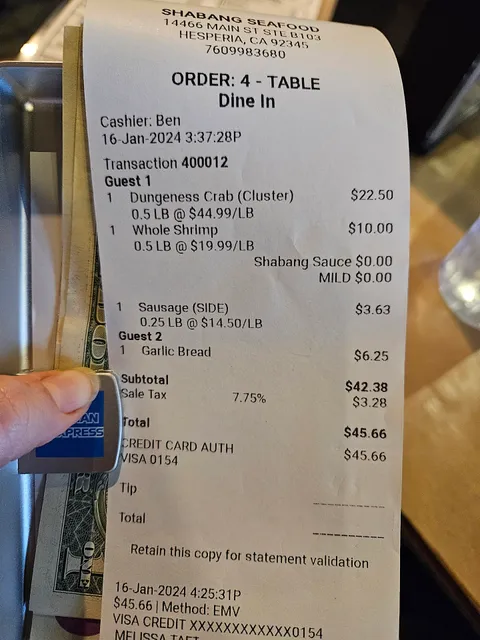 SHABANG SEAFOOD
14466 MAIN ST STE B103
HESPERIA, CA 92345
7609983680
ORDER: 4 - TABLE
Dine In
Cashier: Ben
16-Jan-2024 3:37:28P
Transaction 400012
Guest 1
1 Dungeness Crab (Cluster) $22.50
0.5 LB @ $44.99/LB
1 Whole Shrimp $10.00
0.5 LB @ $19.99/LB
Shabang Sauce $0.00
MILD $0.00
1 Sausage (SIDE) $3.63
0.25 LB @ $14.50/LB
Guest 2
1 Garlic Bread $6.25
Subtotal $42.38
Sale Tax 7.75% $3.28
Total $45.66
CREDIT CARD AUTH $45.66
VISA 0154
Tip
Total
Retain this copy for statement validation
16-Jan-2024 4:25:31P
$45.66 | Method: EMV
VISA CREDIT XXXXXXXXXXXX0154
MELISSA TAFT
AN
PRESS
ONE